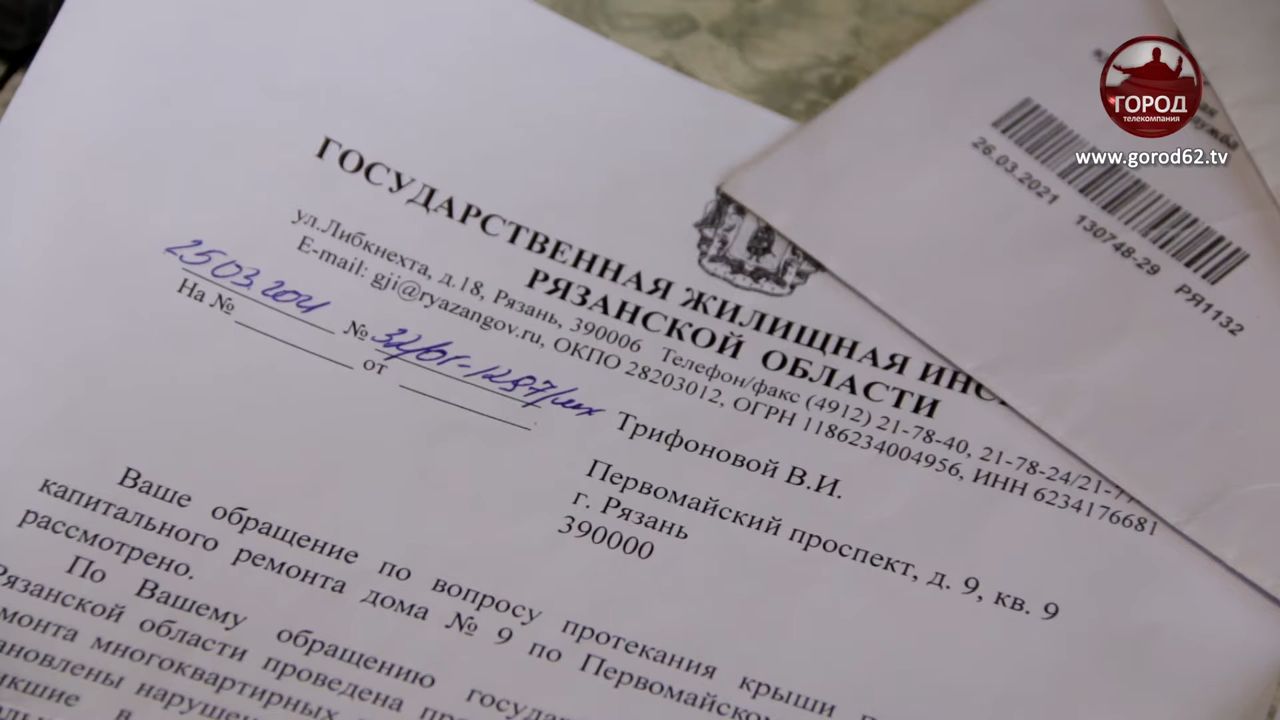 ГОРОД
телекомпания
www.gorod62.tv
26.03.2021 130748-29 РЯ1132
ГОСУДАРСТВЕННАЯ ЖИЛИЩНАЯ
РЯЗАНСКОЙ ОБЛАСТИ
ул.Либкнехта, д.18, Рязань, 390006 Телефон/факс (4912) 21-78-40, 21-78-24/21-7
E-mail: gji@ryazangov.ru, ОКПО 28203012, ОГРН 1186234004956, ИНН 6234176681
25.03.2021 № 32/ОГ-1287/
На № от
Трифоновой В.И.
Первомайский проспект, д. 9, кв. 9
г. Рязань
390000
Ваше обращение по вопросу протекания крыши
капитального ремонта дома № 9 по Первомайском
рассмотрено.
По Вашему обращению госуда
Рязанской области проведена
монта многоквартирных